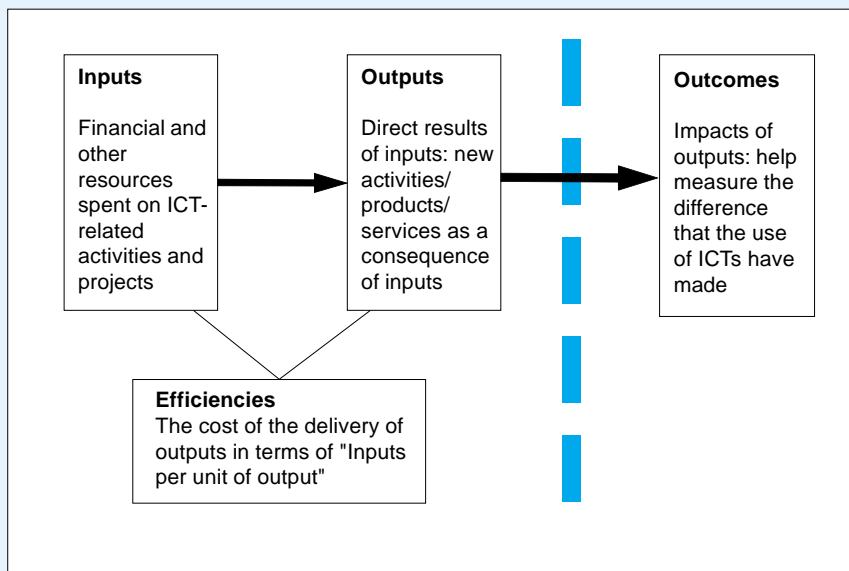 Inputs
Financial and
other
resources
spent on ICT-
related
activities and
projects
Outputs
Direct results
of inputs: new
activities/
products/
services as a
consequence
of inputs
Outcomes
Impacts of
outputs: help
measure the
difference
that the use
of ICTs have
made
Efficiencies
The cost of the delivery of
outputs in terms of "Inputs
per unit of output"